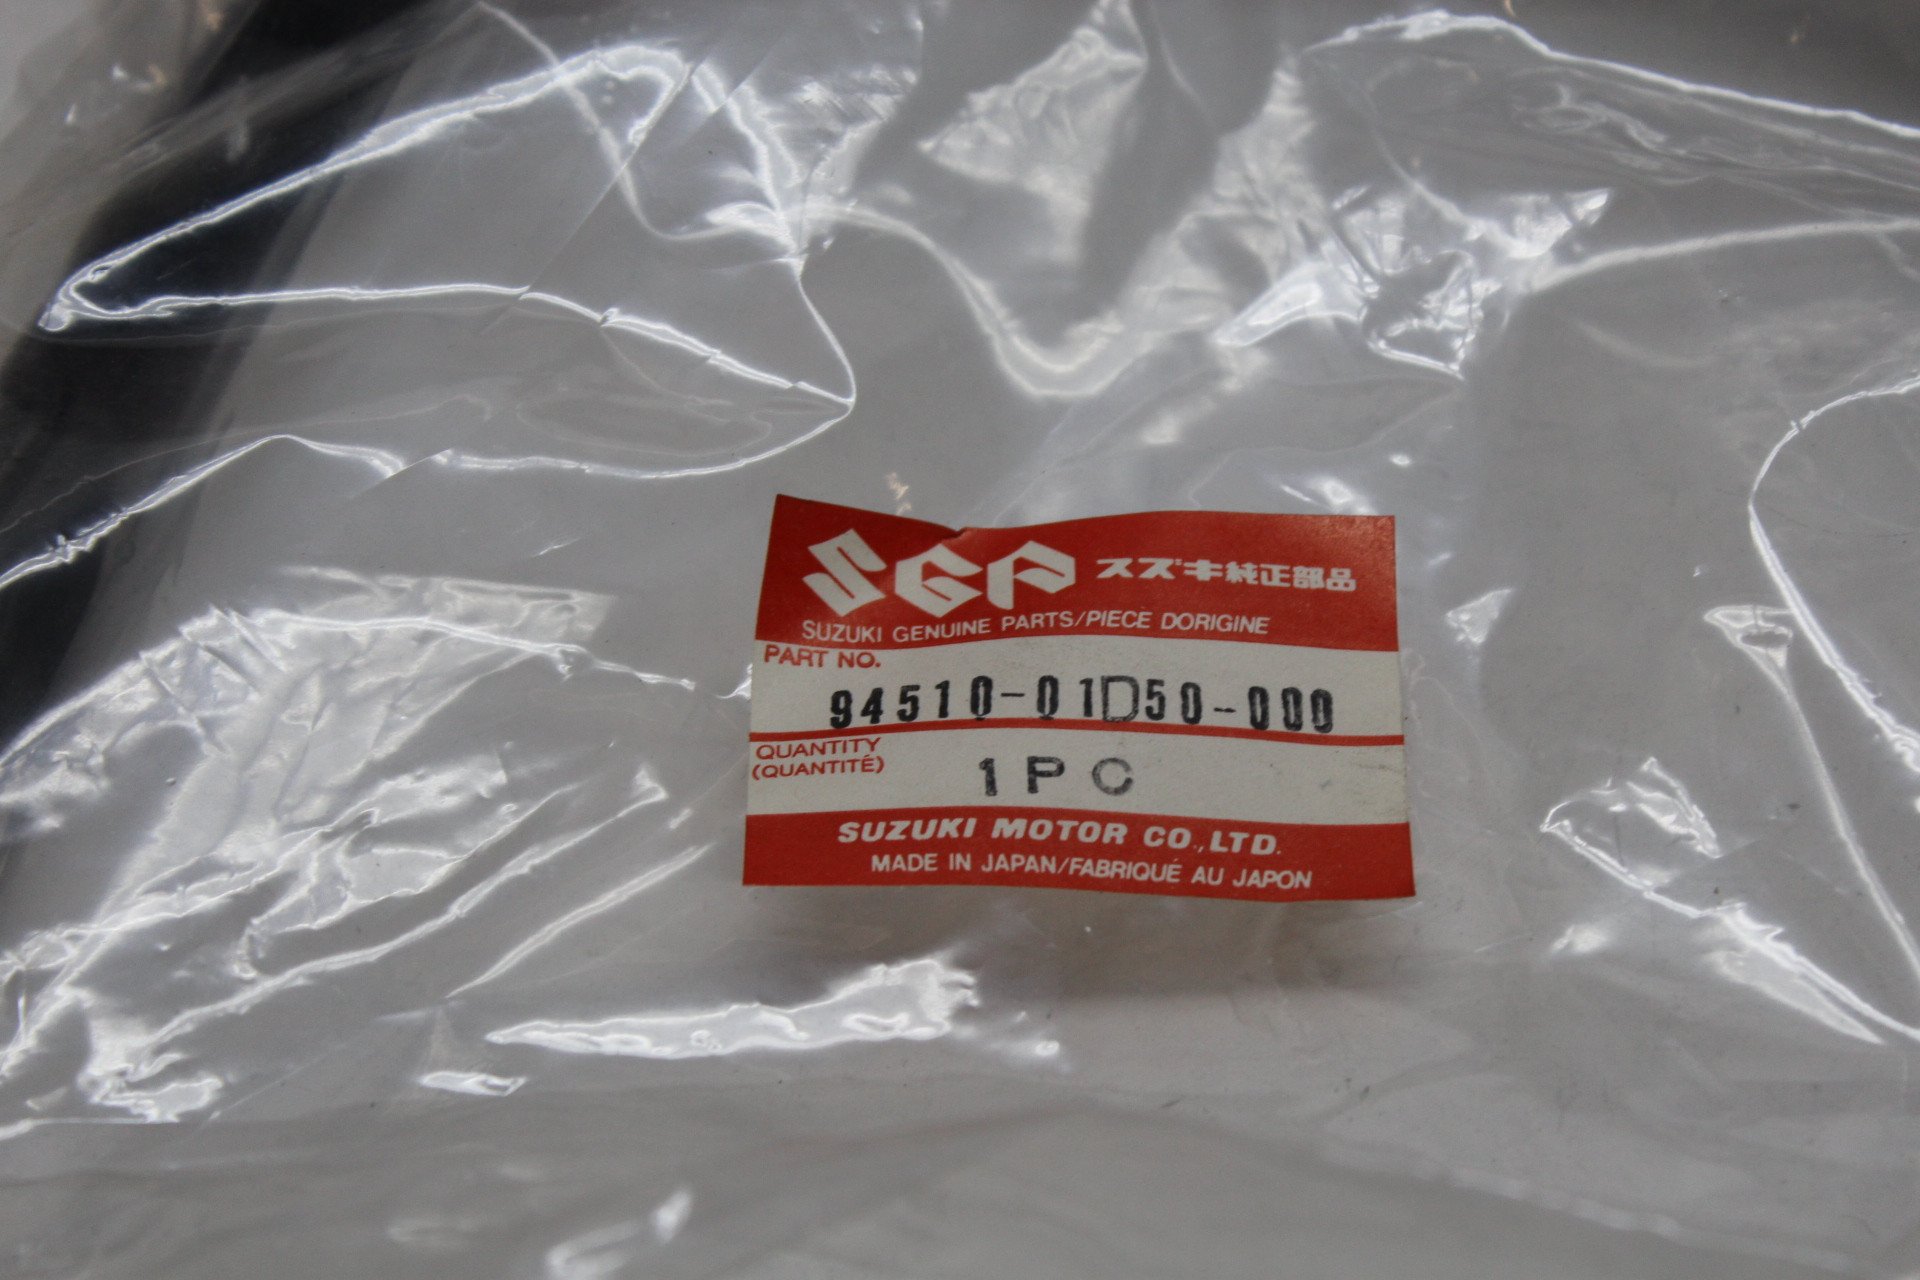 SGP スズキ純正部品
SUZUKI GENUINE PARTS/PIECE DORIGINE
PART NO.
94510-01D50-000
QUANTITY
(QUANTITÉ)
1PC
SUZUKI MOTOR CO.,LTD.
MADE IN JAPAN/FABRIQUÉ AU JAPON